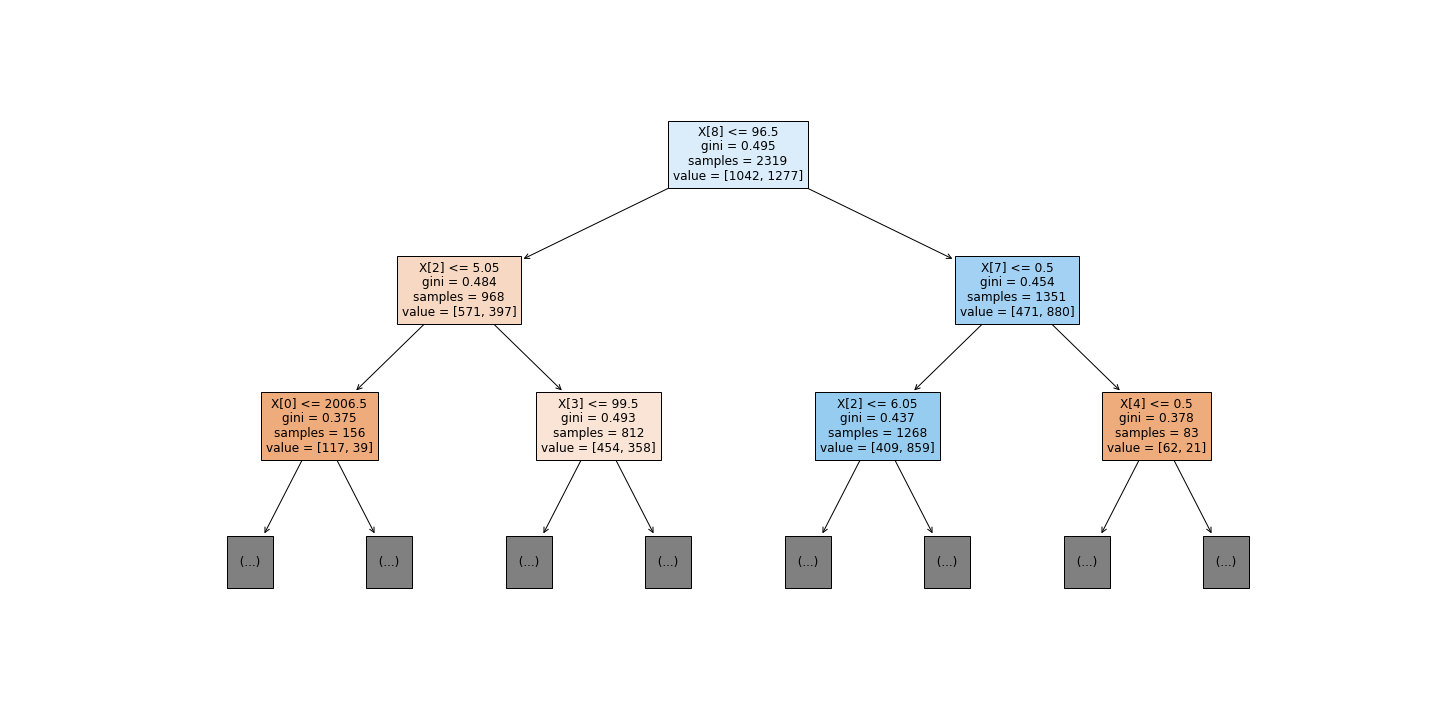 X[8] <= 96.5
gini = 0.495
samples = 2319
value = [1042, 1277]
X[2] <= 5.05
gini = 0.484
samples = 968
value = [571, 397]
X[7] <= 0.5
gini = 0.454
samples = 1351
value = [471, 880]
X[0] <= 2006.5
gini = 0.375
samples = 156
value = [117, 39]
X[3] <= 99.5
gini = 0.493
samples = 812
value = [454, 358]
X[2] <= 6.05
gini = 0.437
samples = 1268
value = [409, 859]
X[4] <= 0.5
gini = 0.378
samples = 83
value = [62, 21]
(...)
(...)
(...)
(...)
(...)
(...)
(...)
(...)